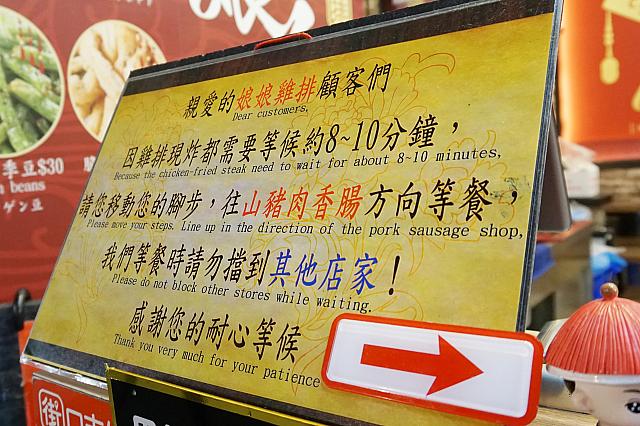 親愛的娘娘雞排顧客們
Dear customers,
因雞排現炸都需要等候約8~10分鐘，
Because the chicken-fried steak need to wait for about 8~10 minutes,
請您移動您的腳步，往山豬肉香腸方向等餐，
Please move your steps. Line up in the direction of the pork sausage shop,
我們等餐時請勿擋到其他店家！
Please do not block other stores while waiting.
感謝您的耐心等候
Thank you very much for your patience
季豆$30
beans
ゲン豆
街口